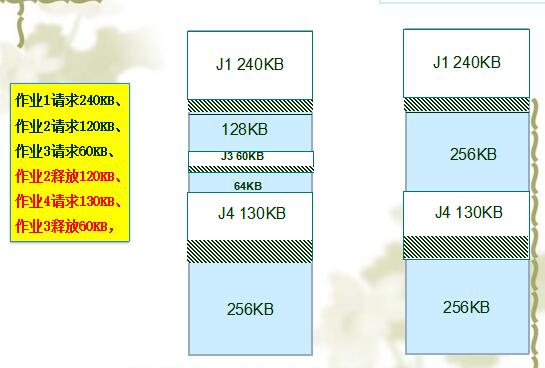 作业1请求240KB、
作业2请求120KB、
作业3请求60KB、
作业2释放120KB、
作业4请求130KB、
作业3释放60KB，
J1 240KB
128KB
J3 60KB
64KB
J4 130KB
256KB
J1 240KB
256KB
J4 130KB
256KB